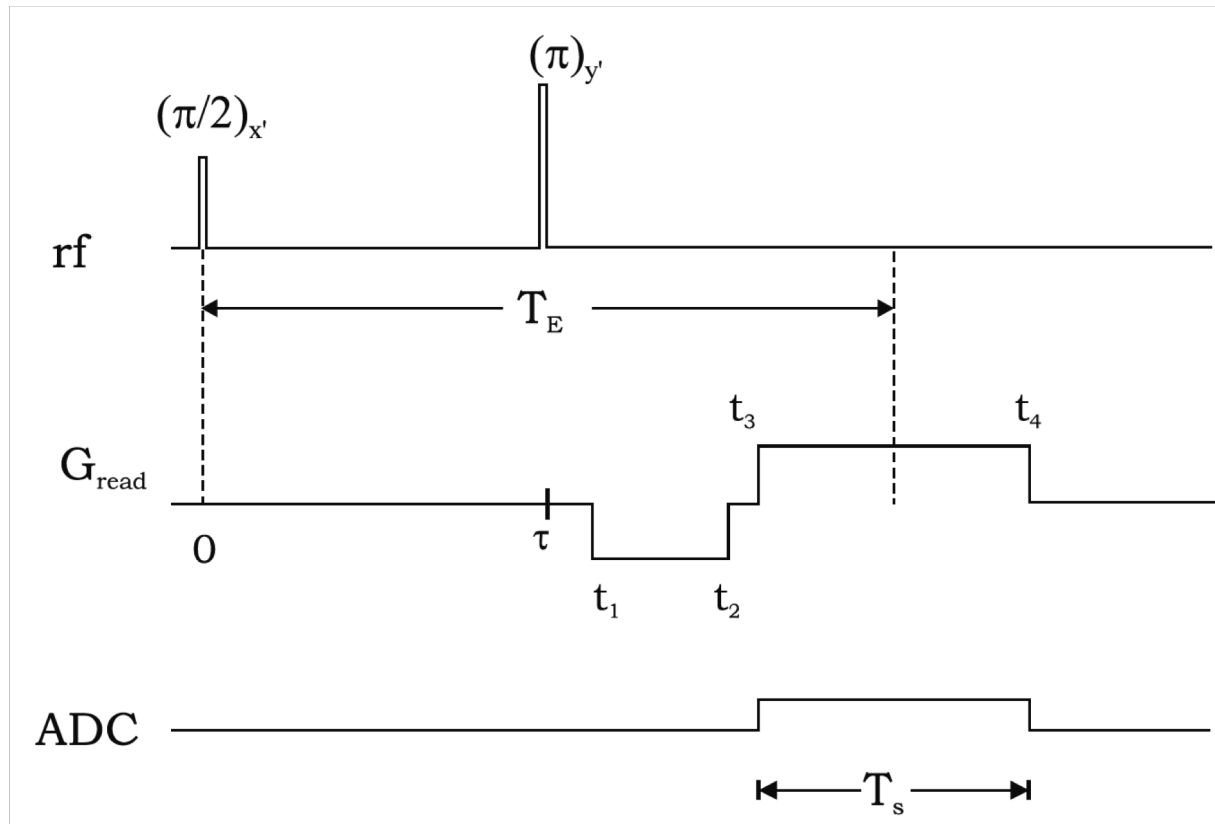 (π)y'
(π/2)x'
rf
TE
t3 t4
Gread
0 τ
t1 t2
ADC
Ts